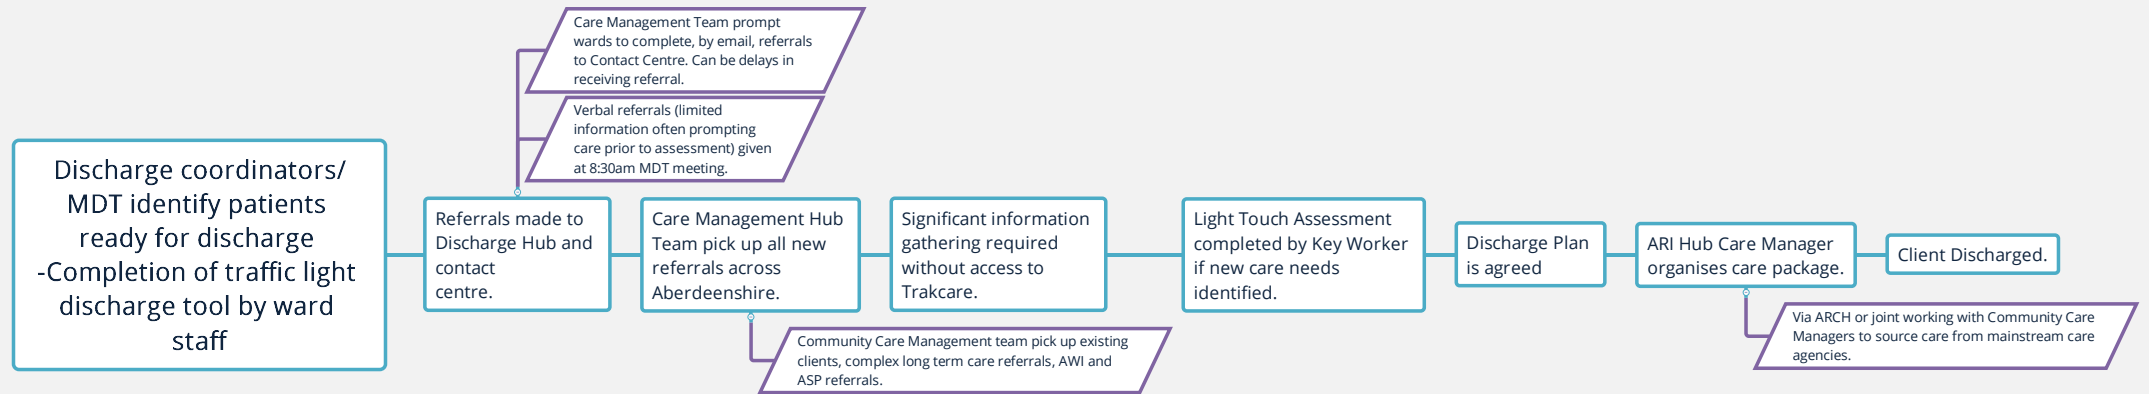 Care Management Team prompt
wards to complete, by email, referrals
to Contact Centre. Can be delays in
receiving referral.
Verbal referrals (limited
information often prompting
care prior to assessment) given
at 8:30am MDT meeting.
Discharge coordinators/
MDT identify patients
ready for discharge
-Completion of traffic light
discharge tool by ward
staff
Referrals made to
Discharge Hub and
contact
centre.
Care Management Hub
Team pick up all new
referrals across
Aberdeenshire.
Significant information
gathering required
without access to
Trakcare.
Light Touch Assessment
completed by Key Worker
if new care needs
identified.
Discharge Plan
is agreed
ARI Hub Care Manager
organises care package.
Client Discharged.
Community Care Management team pick up existing
clients, complex long term care referrals, AWI and
ASP referrals.
Via ARCH or joint working with Community Care
Managers to source care from mainstream care
agencies.